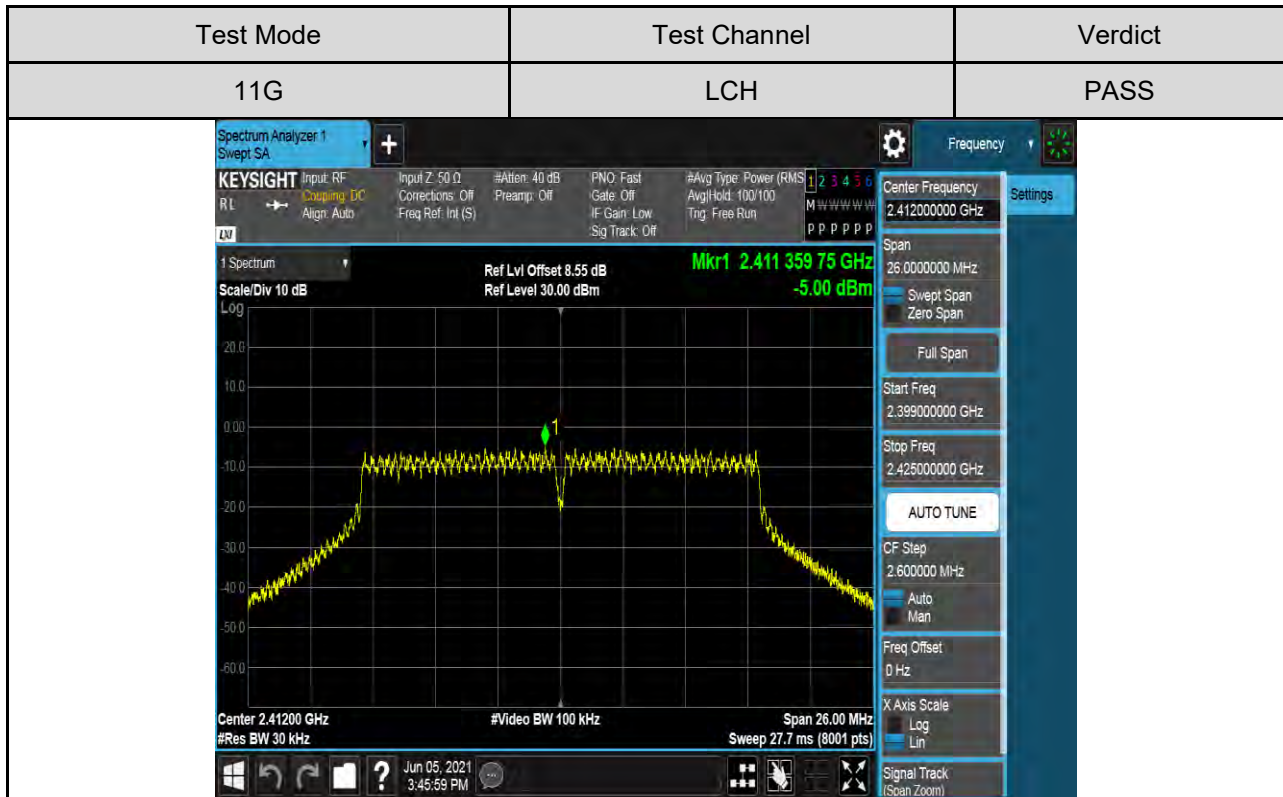 Test Mode Test Channel Verdict
11G LCH PASS
Spectrum Analyzer 1
Swept SA
+
Frequency
KEYSIGHT Input: RF Input Z: 50 Ω #Atten: 40 dB PNO: Fast #Avg Type: Power (RMS 1 2 3 4 5 6
RL Coupling: DC Corrections: Off Preamp: Off Gate: Off Avg|Hold: 100/100 M W W W W W
Align: Auto Freq Ref: Int (S) IF Gain: Low Trig: Free Run
LXI Sig Track: Off P P P P P P
1 Spectrum
Scale/Div 10 dB
Ref Lvl Offset 8.55 dB
Ref Level 30.00 dBm
Mkr1 2.411 359 75 GHz
-5.00 dBm
Log
20.0
10.0
0.00
1
-10.0
-20.0
-30.0
-40.0
-50.0
-60.0
Center 2.41200 GHz #Video BW 100 kHz Span 26.00 MHz
#Res BW 30 kHz Sweep 27.7 ms (8001 pts)
Center Frequency
2.412000000 GHz
Settings
Span
26.0000000 MHz
Swept Span
Zero Span
Full Span
Start Freq
2.399000000 GHz
Stop Freq
2.425000000 GHz
AUTO TUNE
CF Step
2.600000 MHz
Auto
Man
Freq Offset
0 Hz
X Axis Scale
Log
Lin
Signal Track
(Span Zoom)
? Jun 05, 2021
3:45:59 PM